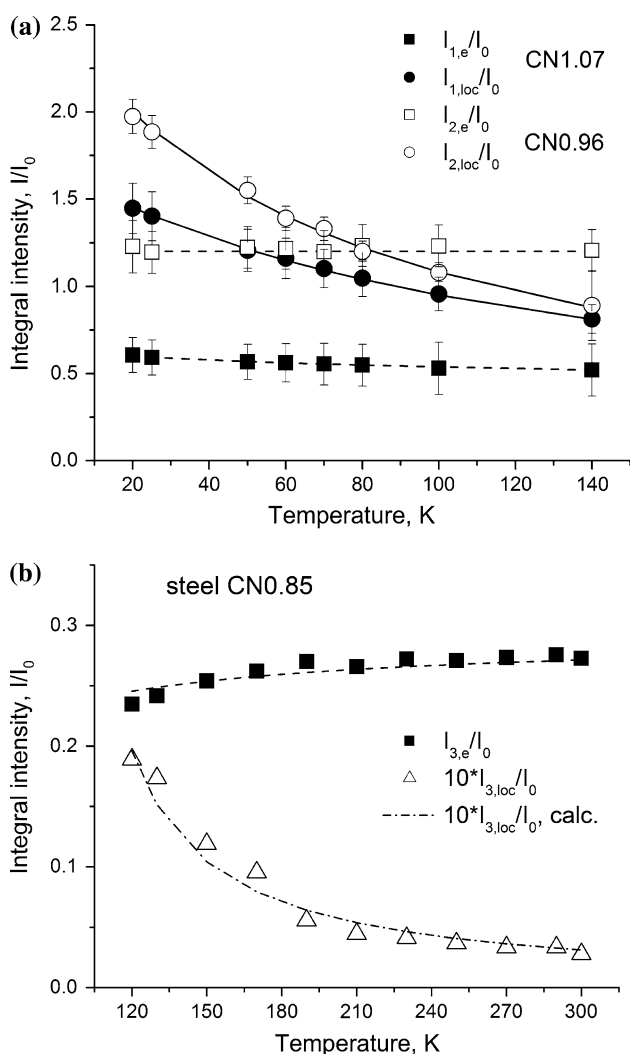 (a)
2.5
2.0
1.5
1.0
0.5
0.0
Integral intensity, I/I0
I1,e/I0
I1,loc/I0
CN1.07
I2,e/I0
I2,loc/I0
CN0.96
20 40 60 80 100 120 140
Temperature, K
(b)
steel CN0.85
0.3
0.2
0.1
0.0
Integral intensity, I/I0
I3,e/I0
10*I3,loc/I0
10*I3,loc/I0, calc.
120 150 180 210 240 270 300
Temperature, K